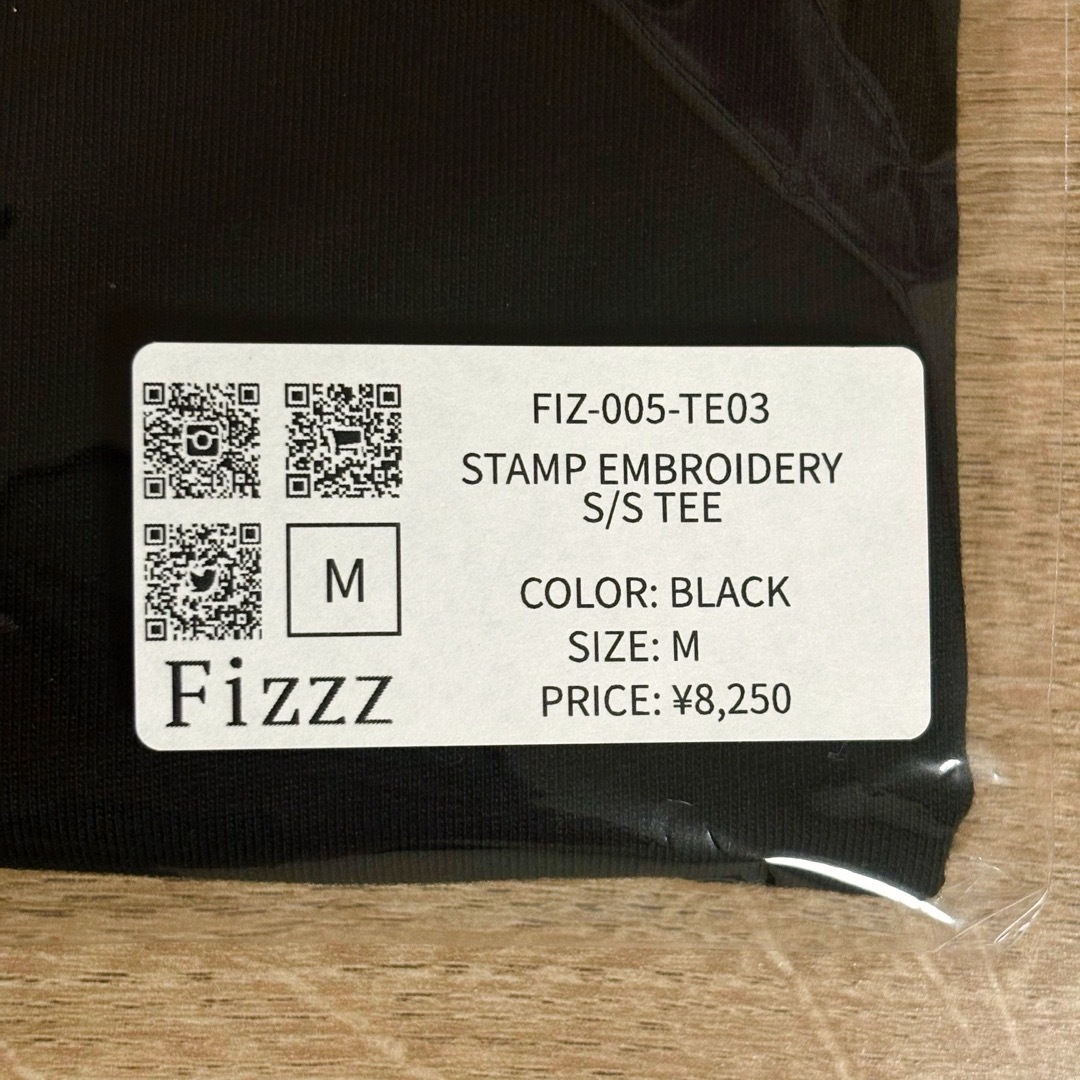 FIZ-005-TE03
STAMP EMBROIDERY
S/S TEE
COLOR: BLACK
SIZE: M
PRICE: ¥8,250
M
Fizzz